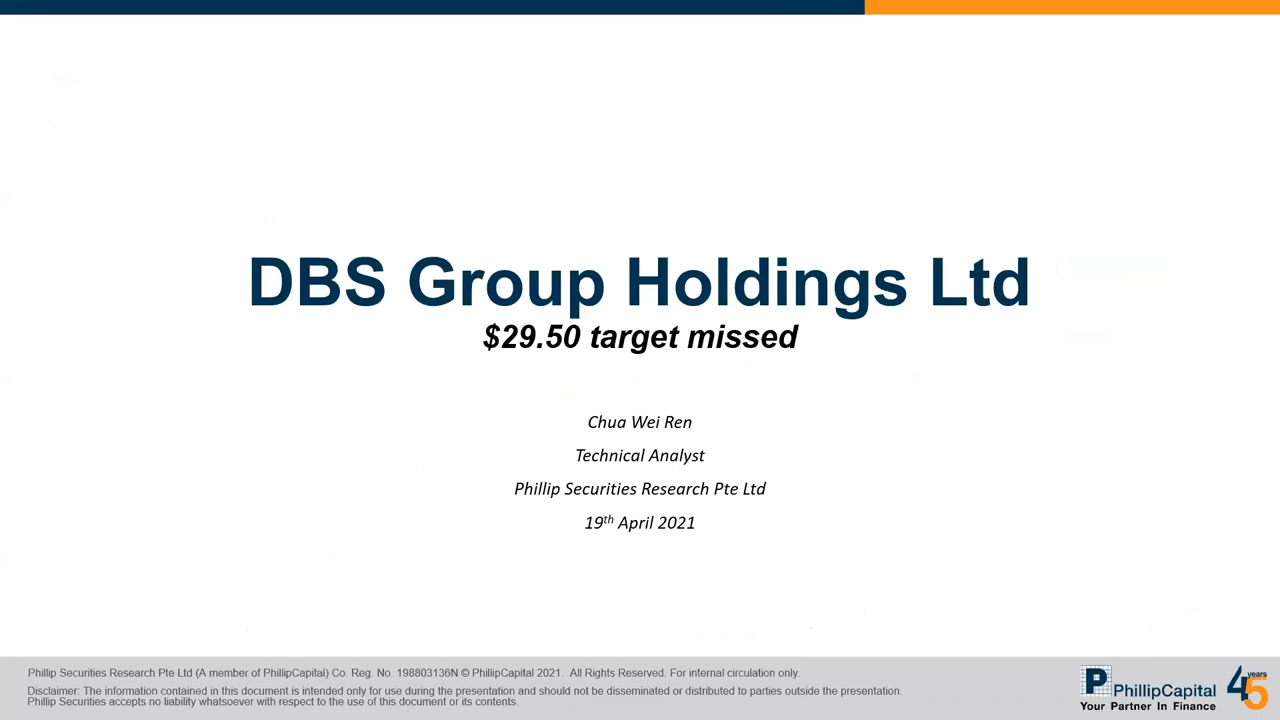 DBS Group Holdings Ltd
$29.50 target missed
Chua Wei Ren
Technical Analyst
Phillip Securities Research Pte Ltd
19th April 2021
Phillip Securities Research Pte Ltd (A member of PhillipCapital) Co. Reg. No. 198803136N © PhillipCapital 2021. All Rights Reserved. For internal circulation only.
Disclaimer: The information contained in this document is intended only for use during the presentation and should not be disseminated or distributed to parties outside the presentation.
Phillip Securities accepts no liability whatsoever with respect to the use of this document or its contents.
P PhillipCapital
Your Partner In Finance
45 years